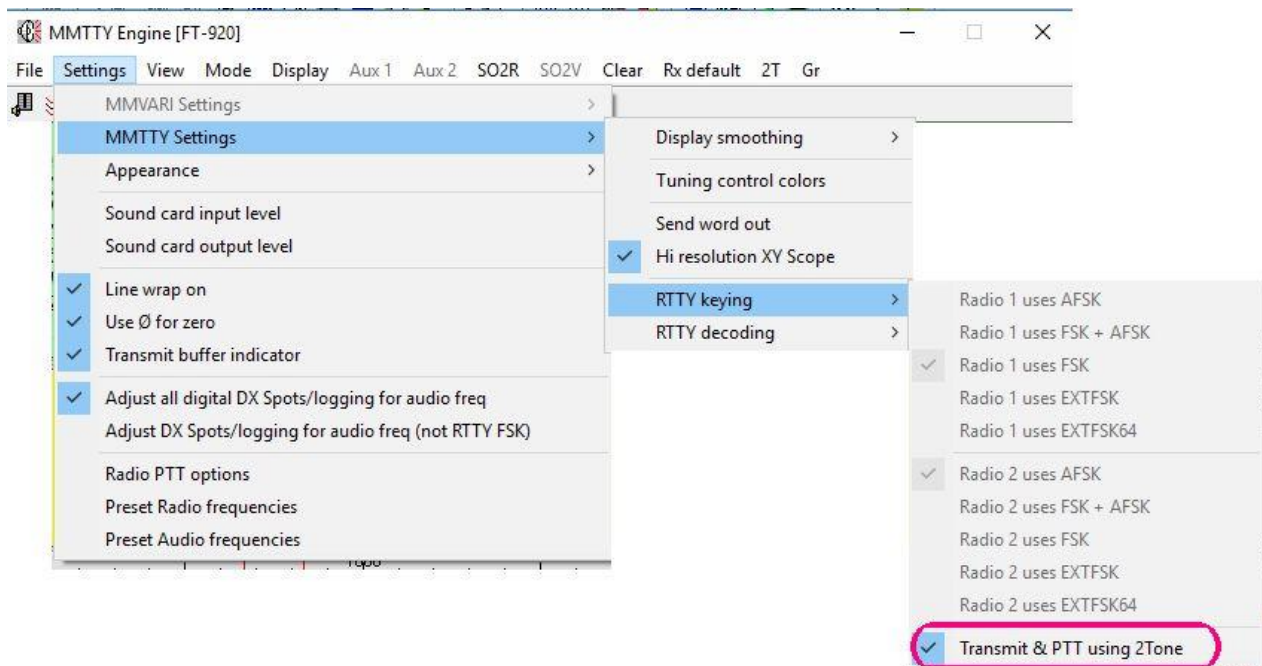 MMTTY Engine [FT-920]
File Settings View Mode Display Aux 1 Aux 2 SO2R SO2V Clear Rx default 2T Gr
MMVARI Settings
MMTTY Settings
Appearance
Sound card input level
Sound card output level
Line wrap on
Use Ø for zero
Transmit buffer indicator
Adjust all digital DX Spots/logging for audio freq
Adjust DX Spots/logging for audio freq (not RTTY FSK)
Radio PTT options
Preset Radio frequencies
Preset Audio frequencies
Display smoothing
Tuning control colors
Send word out
Hi resolution XY Scope
RTTY keying
RTTY decoding
Radio 1 uses AFSK
Radio 1 uses FSK + AFSK
Radio 1 uses FSK
Radio 1 uses EXTFSK
Radio 1 uses EXTFSK64
Radio 2 uses AFSK
Radio 2 uses FSK + AFSK
Radio 2 uses FSK
Radio 2 uses EXTFSK
Radio 2 uses EXTFSK64
Transmit & PTT using 2Tone